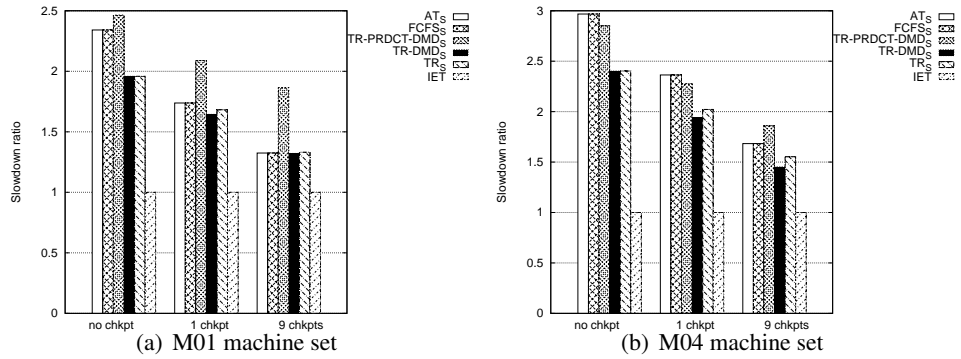 2.5
2
1.5
1
0.5
0
Slowdown ratio
no chkpt 1 chkpt 9 chkpts
AT_S
FCFS_S
TR-PRDCT-DMD_S
TR-DMD_S
TR_S
IET
(a) M01 machine set
3
2.5
2
1.5
1
0.5
0
Slowdown ratio
no chkpt 1 chkpt 9 chkpts
AT_S
FCFS_S
TR-PRDCT-DMD_S
TR-DMD_S
TR_S
IET
(b) M04 machine set